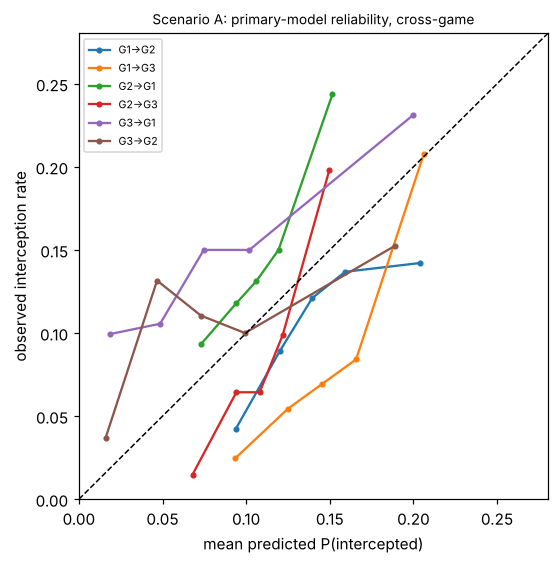 Scenario A: primary-model reliability, cross-game
G1→G2
G1→G3
G2→G1
G2→G3
G3→G1
G3→G2
observed interception rate
0.25
0.20
0.15
0.10
0.05
0.00
0.00 0.05 0.10 0.15 0.20 0.25
mean predicted P(intercepted)